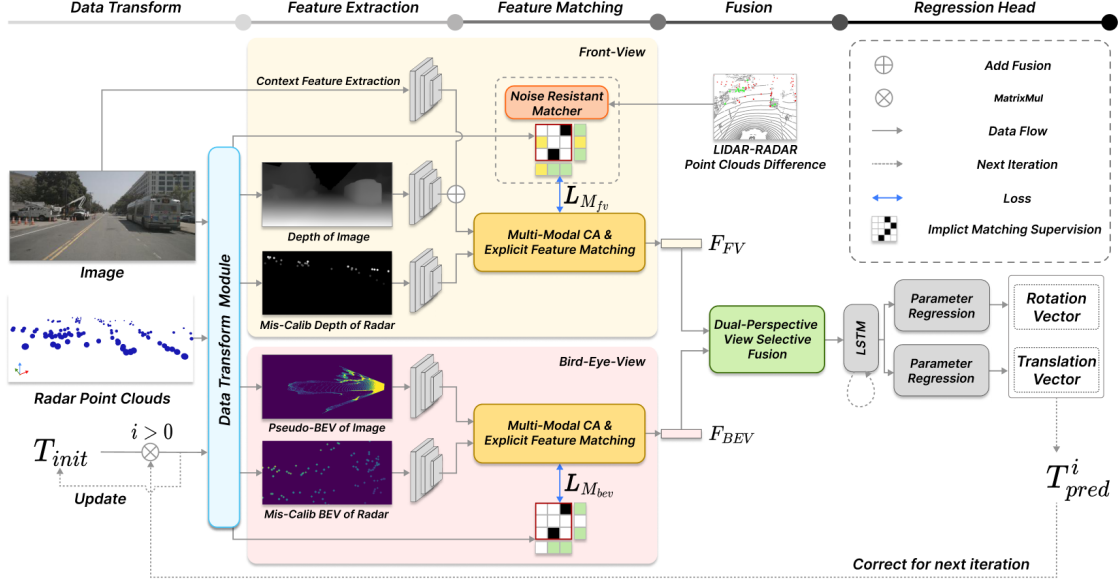 Data Transform
Feature Extraction
Feature Matching
Fusion
Regression Head
Front-View
Context Feature Extraction
Noise Resistant
Matcher
LIDAR-RADAR
Point Clouds Difference
Add Fusion
MatrixMul
Data Flow
Next Iteration
Loss
Implict Matching Supervision
Image
Data Transform Module
Depth of Image
Mis-Calib Depth of Radar
L_{M_{fv}}
Multi-Modal CA &
Explicit Feature Matching
F_{FV}
Radar Point Clouds
Bird-Eye-View
Pseudo-BEV of Image
Mis-Calib BEV of Radar
Multi-Modal CA &
Explicit Feature Matching
F_{BEV}
L_{M_{bev}}
Dual-Perspective
View Selective
Fusion
LSTM
Parameter
Regression
Rotation
Vector
Parameter
Regression
Translation
Vector
T_{init}
i > 0
Update
T^{i}_{pred}
Correct for next iteration